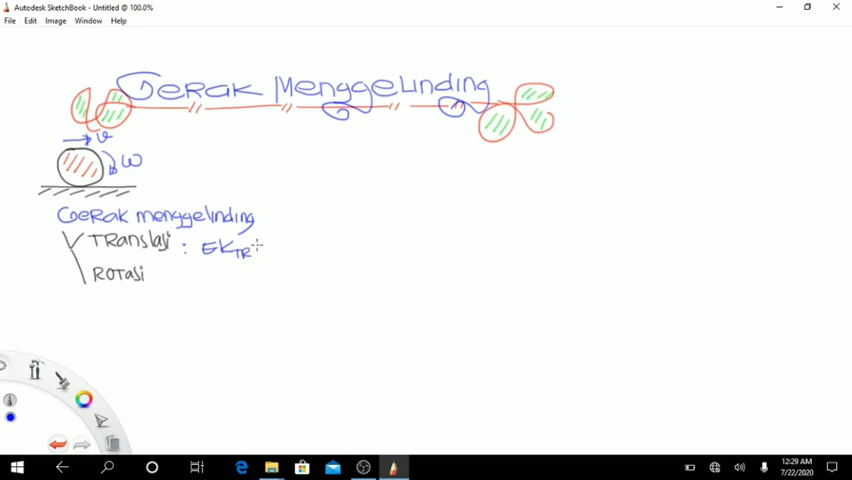 Autodesk SketchBook - Untitled @ 100.0%
File Edit Image Window Help
Gerak Menggelinding
v
ω
Gerak menggelinding
Translasi : EKTR
Rotasi
12:29 AM
7/22/2020